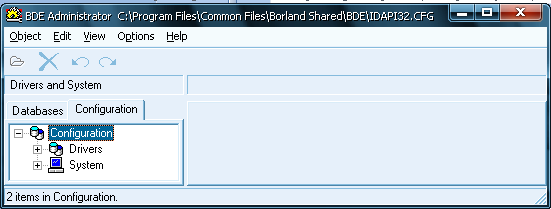 BDE Administrator C:\Program Files\Common Files\Borland Shared\BDE\IDAPI32.CFG
Object Edit View Options Help
Drivers and System
Databases Configuration
Configuration
Drivers
System
2 items in Configuration.